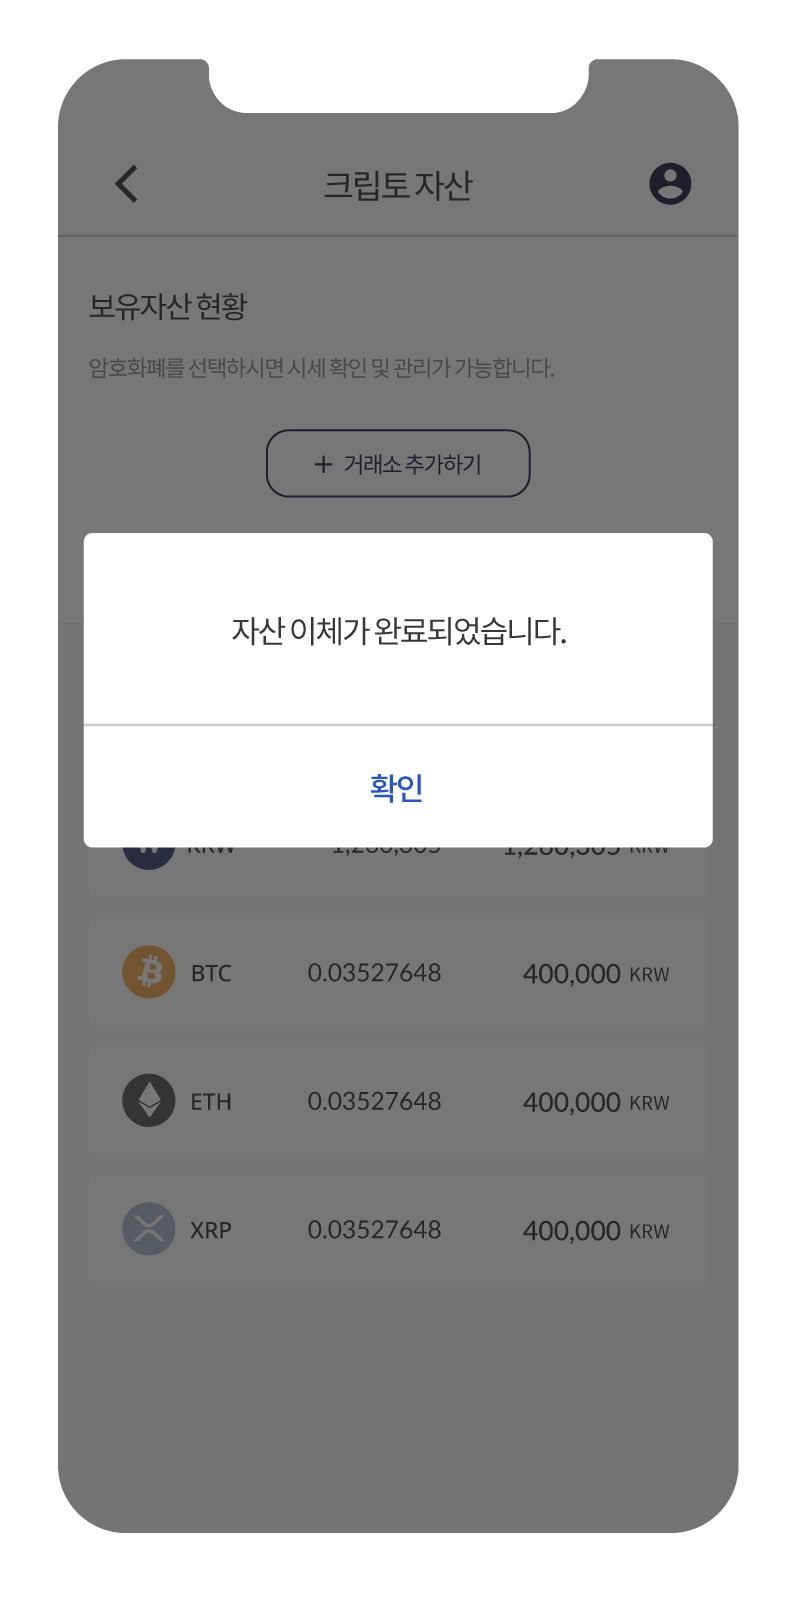 크립토 자산
보유자산 현황
암호화폐를 선택하시면 시세 확인 및 관리가 가능합니다.
+ 거래소 추가하기
자산 이체가 완료되었습니다.
확인
KRW
BTC 0.03527648 400,000 KRW
ETH 0.03527648 400,000 KRW
XRP 0.03527648 400,000 KRW